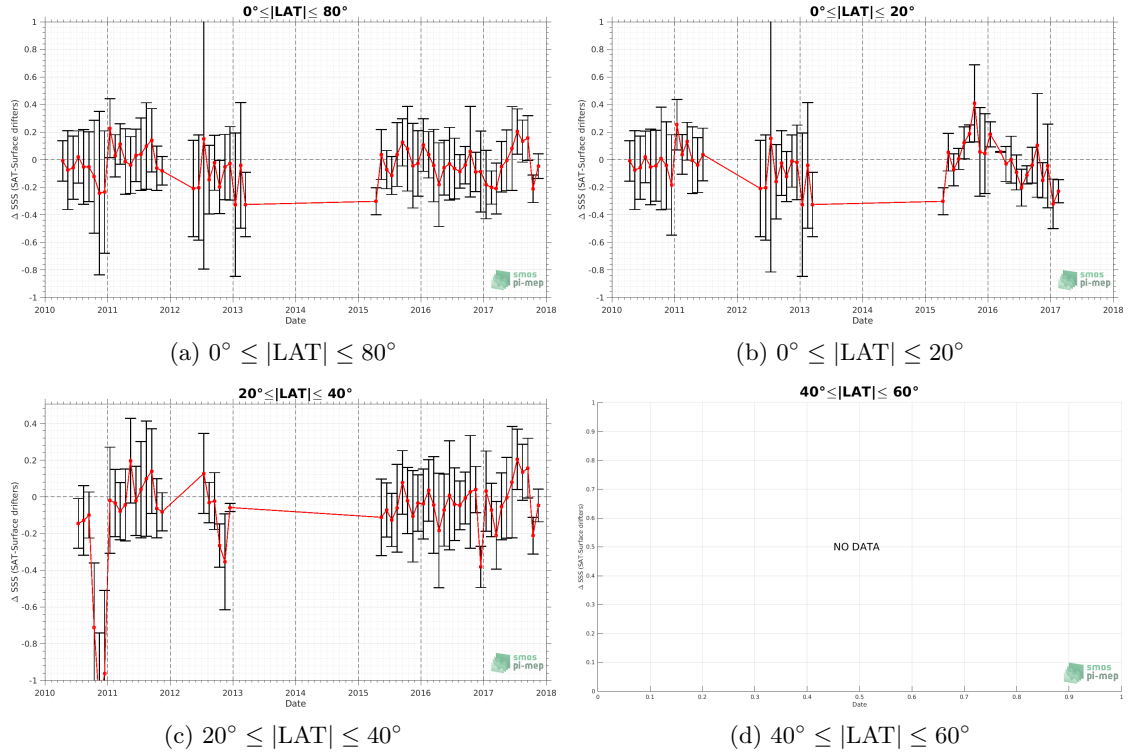 0°≤|LAT|≤ 80°
Δ SSS (SAT-Surface drifters)
1
0.8
0.6
0.4
0.2
0
-0.2
-0.4
-0.6
-0.8
-1
2010 2011 2012 2013 2014 2015 2016 2017 2018
Date
smos
pi-mep
(a) 0° ≤ |LAT| ≤ 80°
0°≤|LAT|≤ 20°
Δ SSS (SAT-Surface drifters)
1
0.8
0.6
0.4
0.2
0
-0.2
-0.4
-0.6
-0.8
-1
2010 2011 2012 2013 2014 2015 2016 2017 2018
Date
smos
pi-mep
(b) 0° ≤ |LAT| ≤ 20°
20°≤|LAT|≤ 40°
Δ SSS (SAT-Surface drifters)
0.4
0.2
0
-0.2
-0.4
-0.6
-0.8
-1
2010 2011 2012 2013 2014 2015 2016 2017 2018
Date
smos
pi-mep
(c) 20° ≤ |LAT| ≤ 40°
40°≤|LAT|≤ 60°
Δ SSS (SAT-Surface drifters)
1
0.9
0.8
0.7
0.6
0.5
0.4
0.3
0.2
0.1
0
NO DATA
0 0.1 0.2 0.3 0.4 0.5 0.6 0.7 0.8 0.9 1
Date
smos
pi-mep
(d) 40° ≤ |LAT| ≤ 60°